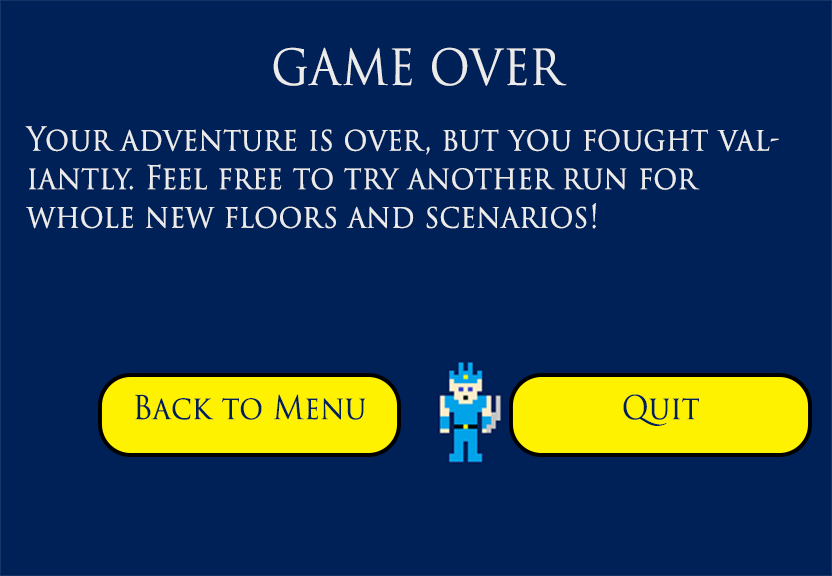 GAME OVER
Your adventure is over, but you fought val-
iantly. Feel free to try another run for
whole new floors and scenarios!
Back to Menu
Quit